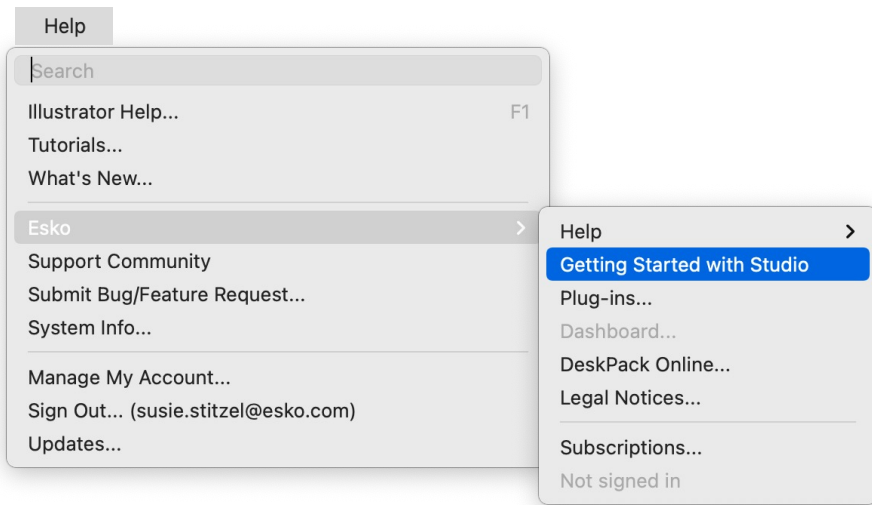 Help
Search
Illustrator Help... F1
Tutorials...
What's New...
Esko
Support Community
Submit Bug/Feature Request...
System Info...
Manage My Account...
Sign Out... (susie.stitzel@esko.com)
Updates...
Help
Getting Started with Studio
Plug-ins...
Dashboard...
DeskPack Online...
Legal Notices...
Subscriptions...
Not signed in